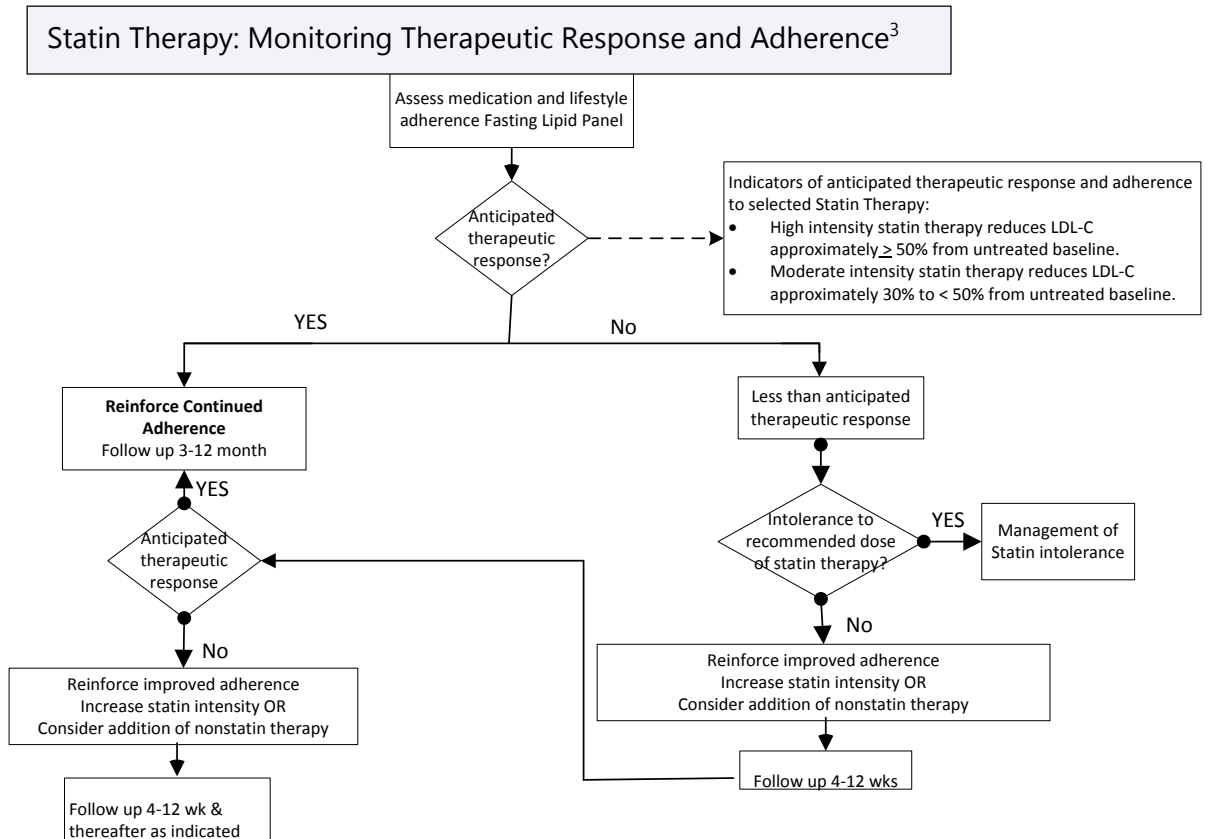 Statin Therapy: Monitoring Therapeutic Response and Adherence³
Assess medication and lifestyle
adherence Fasting Lipid Panel
Anticipated
therapeutic
response?
Indicators of anticipated therapeutic response and adherence
to selected Statin Therapy:
• High intensity statin therapy reduces LDL-C
approximately ≥ 50% from untreated baseline.
• Moderate intensity statin therapy reduces LDL-C
approximately 30% to < 50% from untreated baseline.
YES
No
Reinforce Continued
Adherence
Follow up 3-12 month
Less than anticipated
therapeutic response
YES
Anticipated
therapeutic
response
Intolerance to
recommended dose
of statin therapy?
YES
Management of
Statin intolerance
No
No
Reinforce improved adherence
Increase statin intensity OR
Consider addition of nonstatin therapy
Reinforce improved adherence
Increase statin intensity OR
Consider addition of nonstatin therapy
Follow up 4-12 wks
Follow up 4-12 wk &
thereafter as indicated